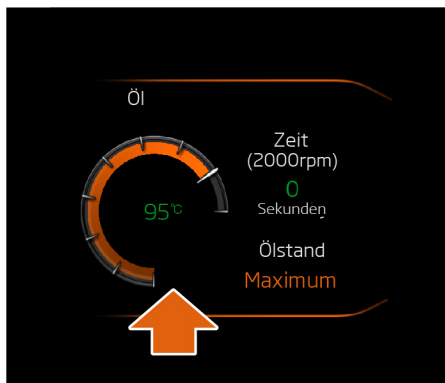 Öl
Zeit
(2000rpm)
95°C
0
Sekunden
Ölstand
Maximum